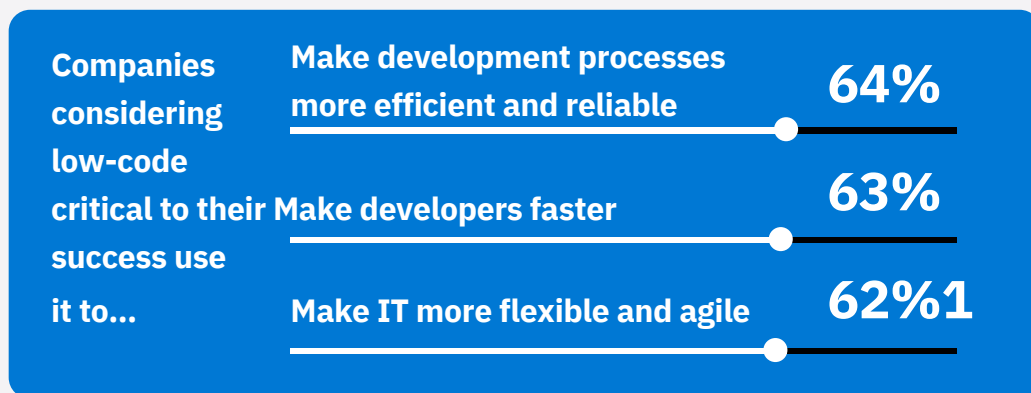 Companies
considering
low-code
critical to their
success use
it to...
Make development processes
more efficient and reliable
64%
Make developers faster
63%
Make IT more flexible and agile
62%1